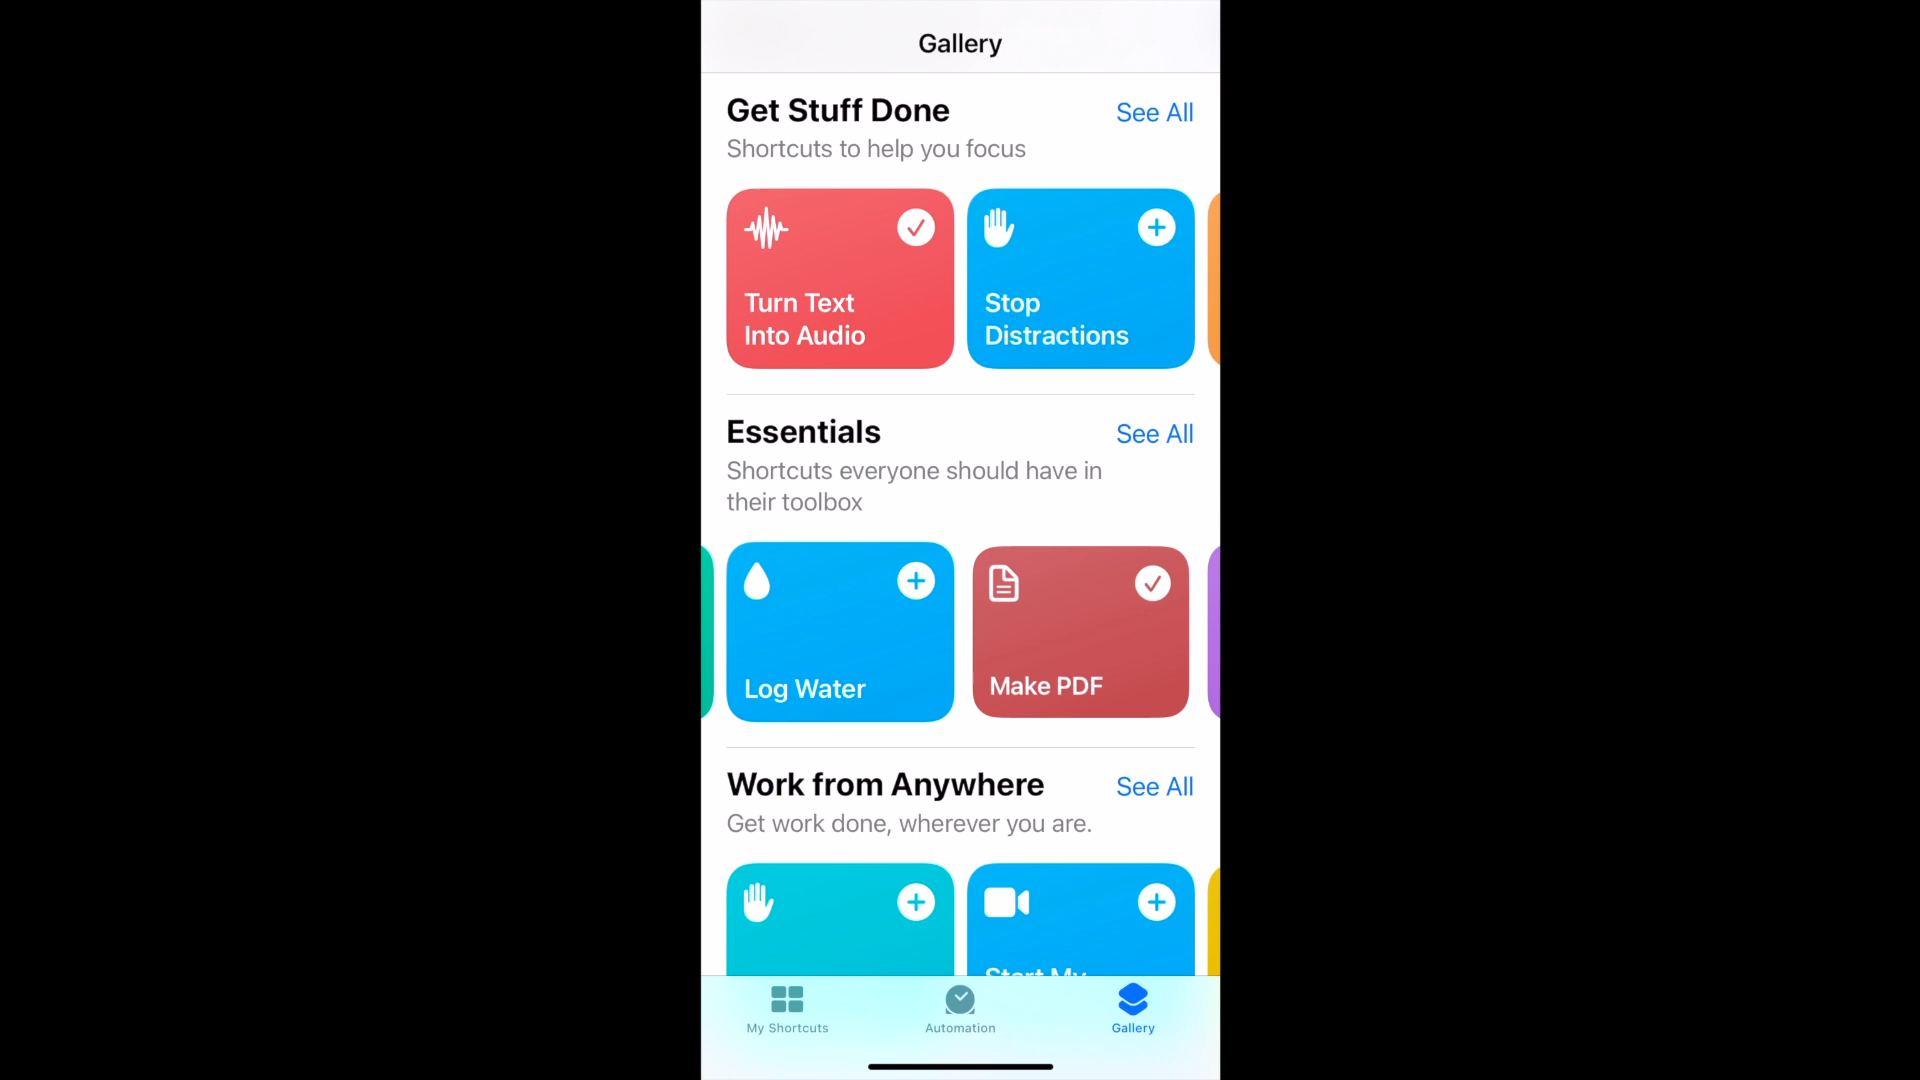 Gallery
Get Stuff Done
See All
Shortcuts to help you focus
Turn Text
Into Audio
Stop
Distractions
Essentials
See All
Shortcuts everyone should have in
their toolbox
Log Water
Make PDF
Work from Anywhere
See All
Get work done, wherever you are.
Start My
My Shortcuts
Automation
Gallery